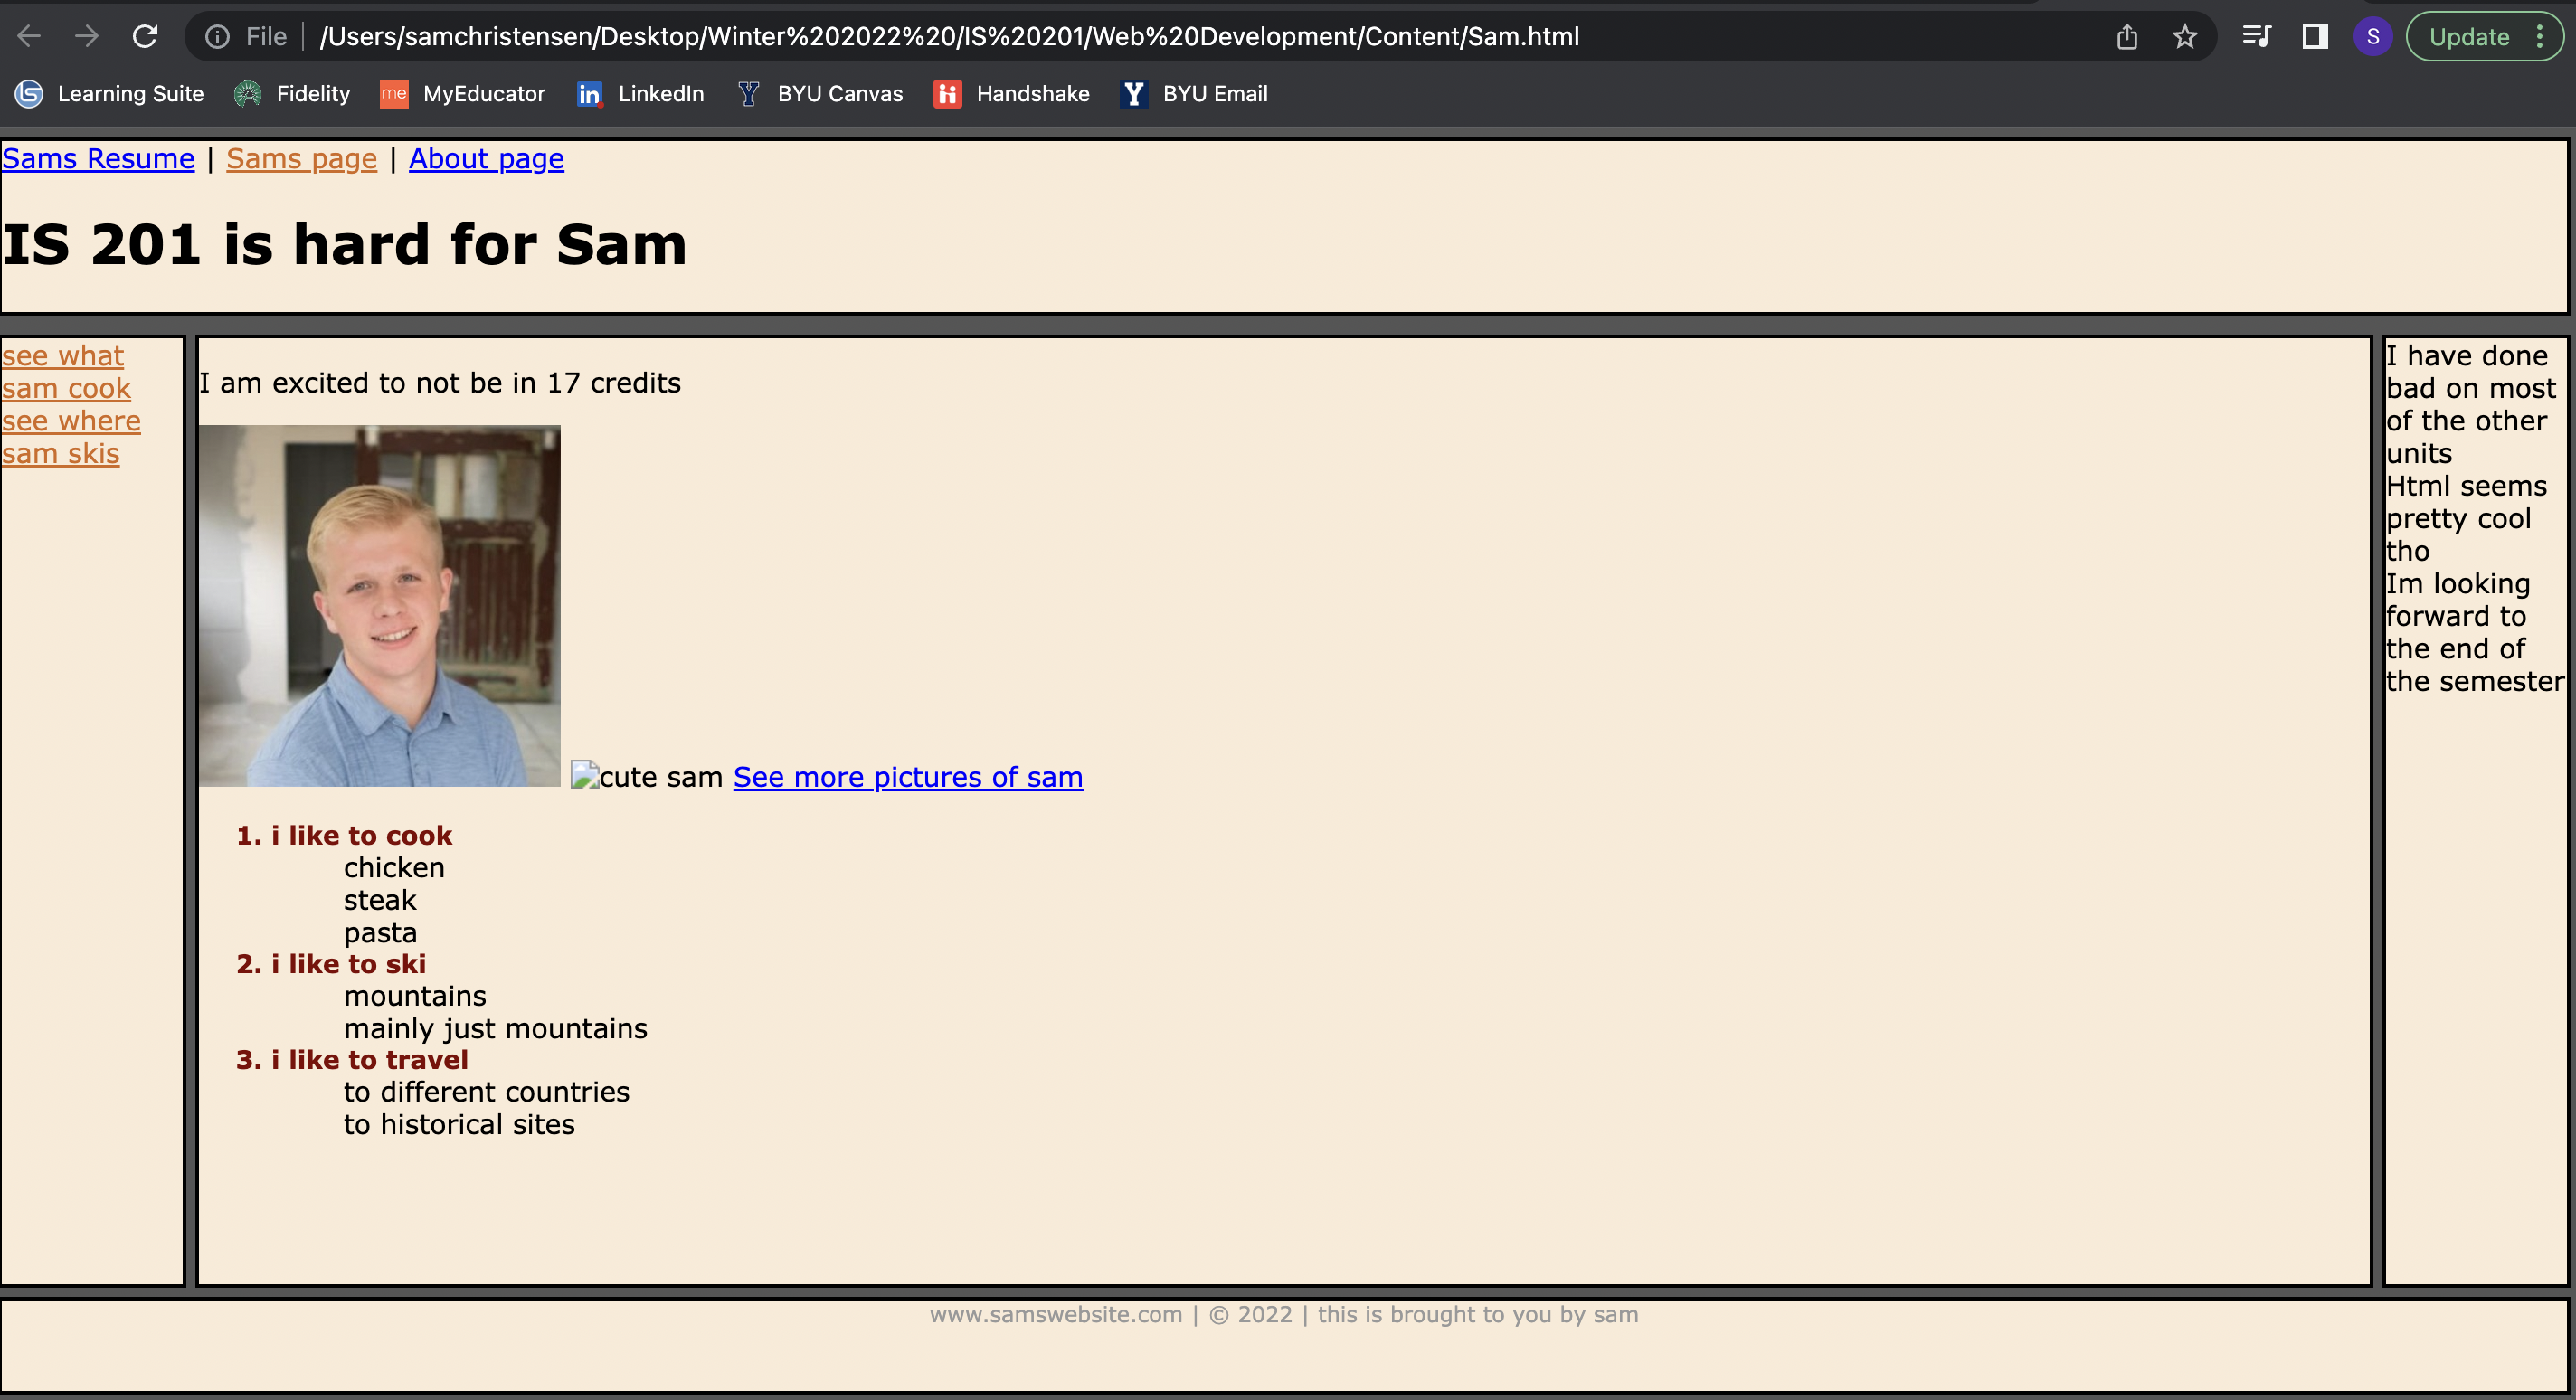 File | /Users/samchristensen/Desktop/Winter%202022%20/IS%20201/Web%20Development/Content/Sam.html S Update
Learning Suite me Fidelity MyEducator in LinkedIn Y BYU Canvas Handshake Y BYU Email
Sams Resume | Sams page | About page
IS 201 is hard for Sam
see what
sam cook
see where
sam skis
I am excited to not be in 17 credits
cute sam See more pictures of sam
1. i like to cook
chicken
steak
pasta
2. i like to ski
mountains
mainly just mountains
3. i like to travel
to different countries
to historical sites
I have done
bad on most
of the other
units
Html seems
pretty cool
tho
Im looking
forward to
the end of
the semester
www.samswebsite.com | © 2022 | this is brought to you by sam